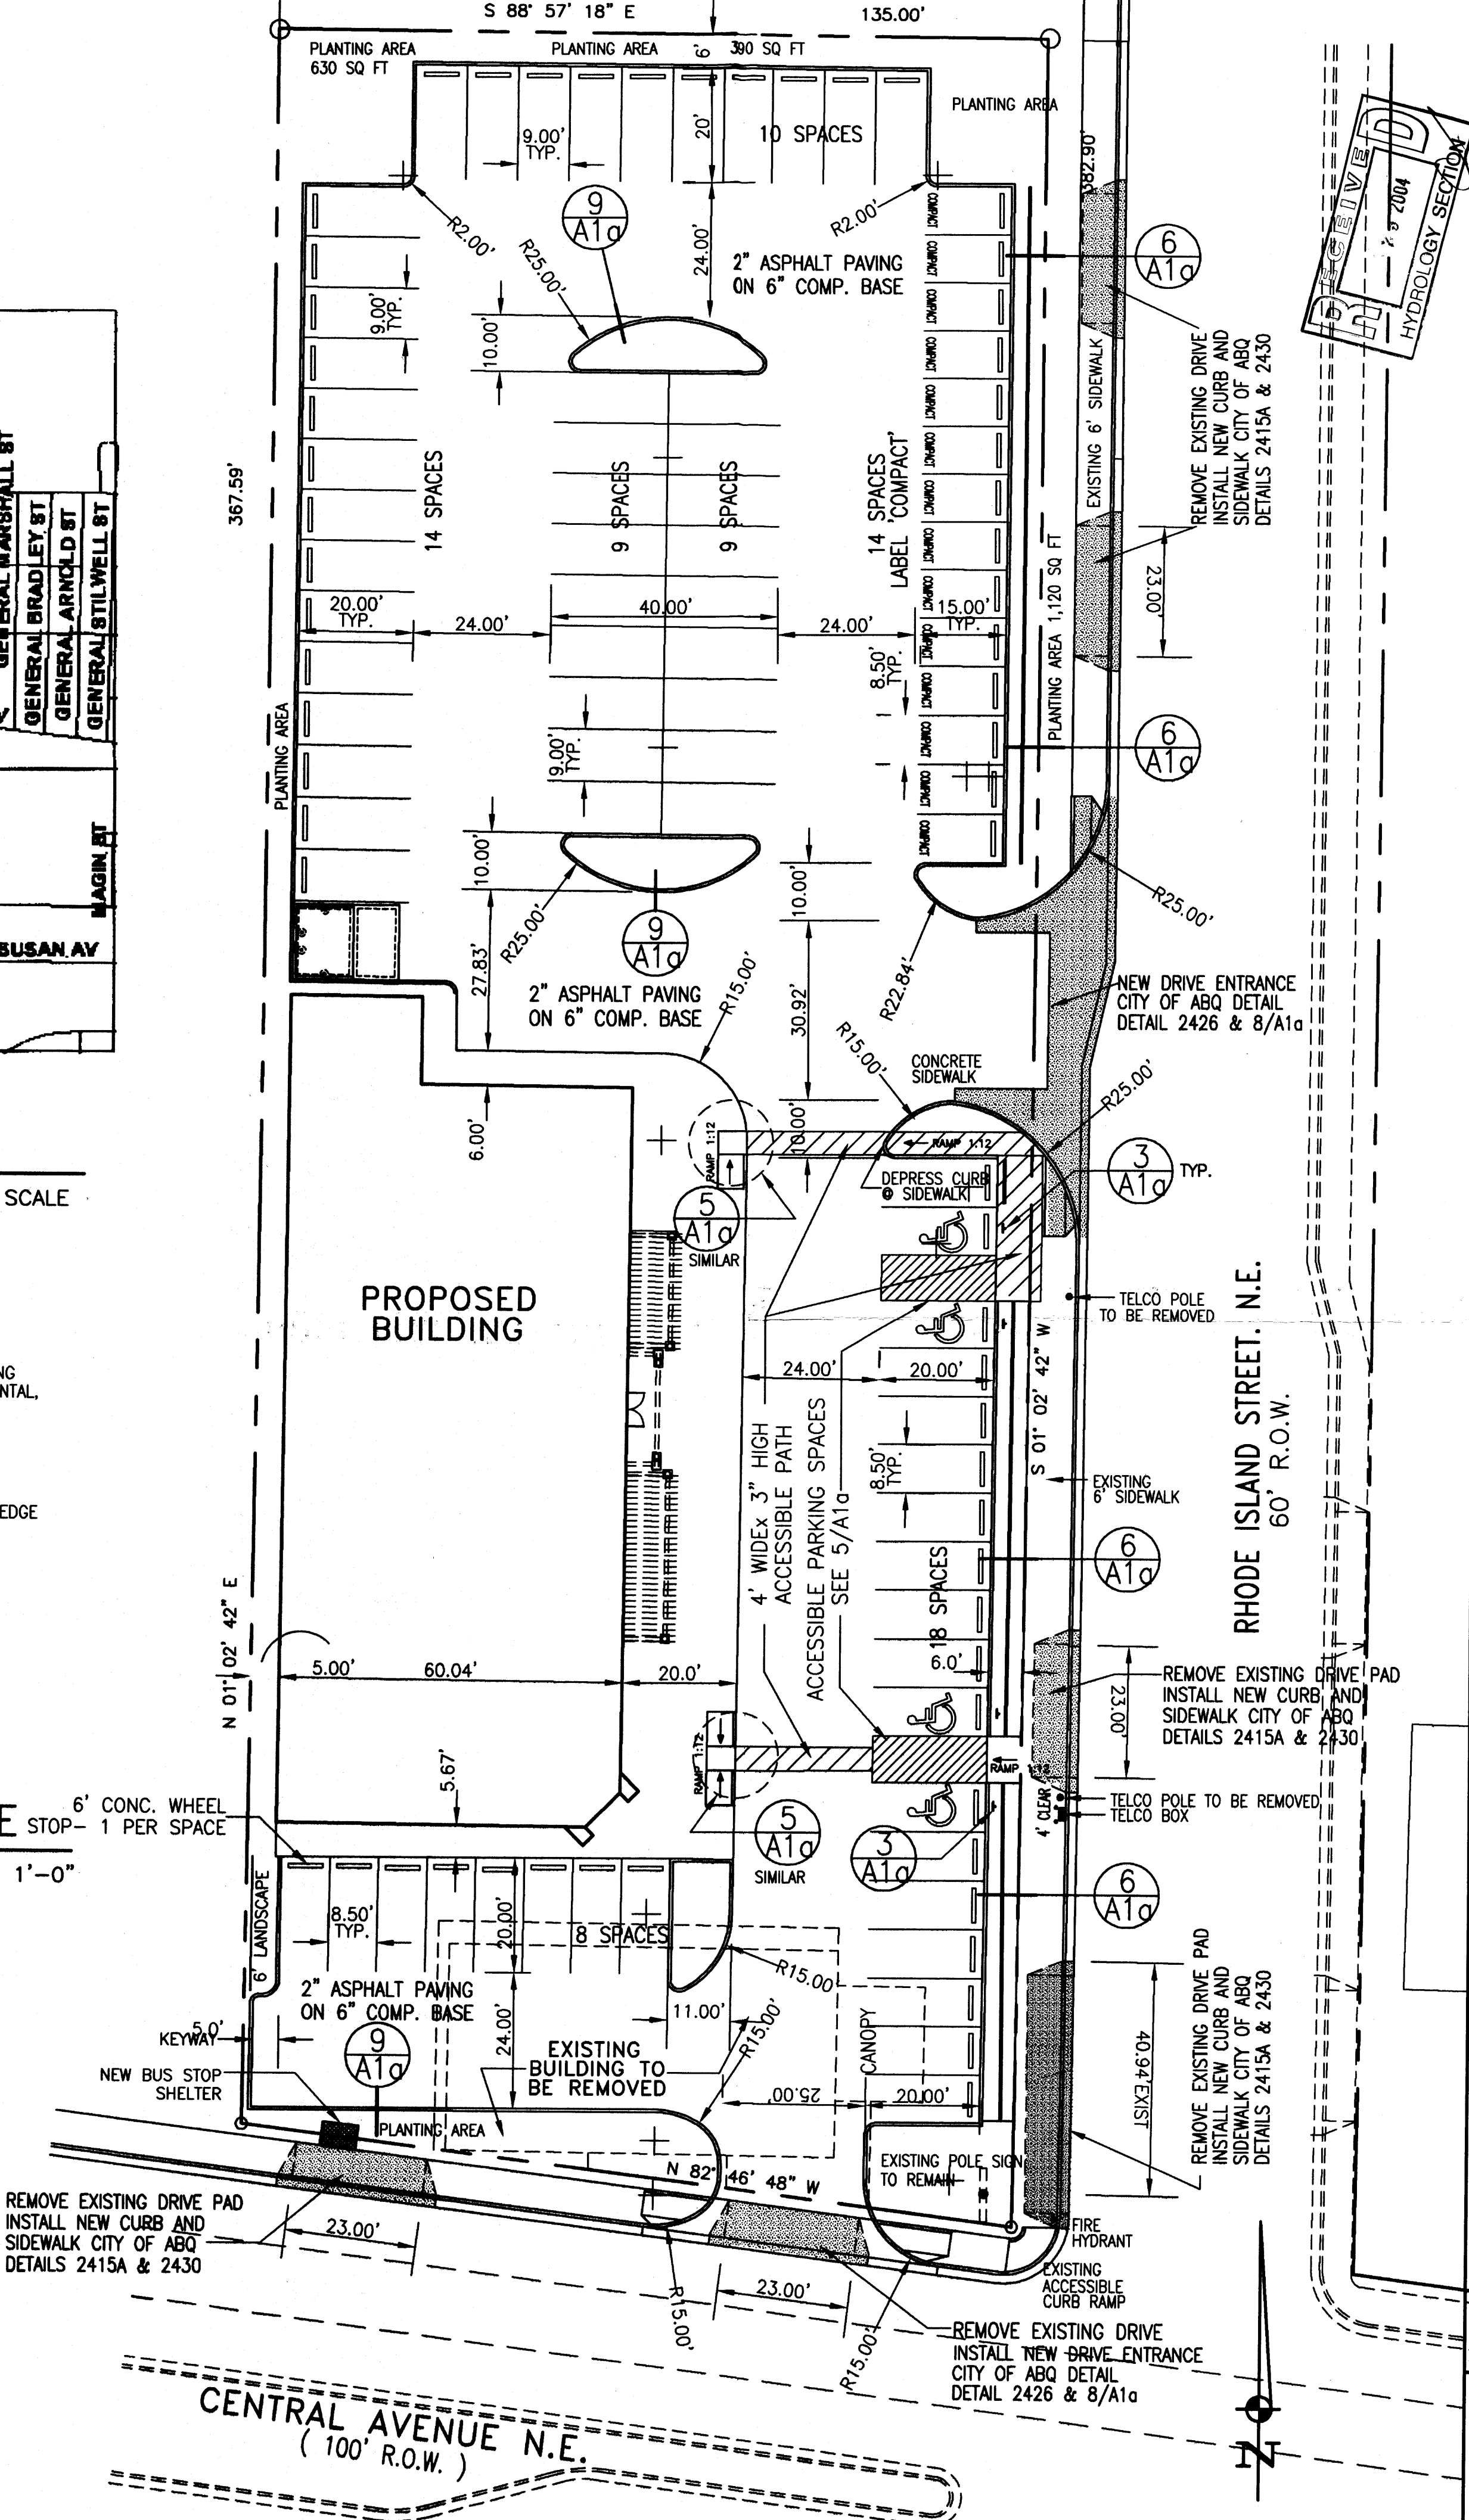 S 88° 57' 18" E
135.00'
PLANTING AREA
630 SQ FT
PLANTING AREA
6'
390 SQ FT
PLANTING AREA
382.90'
RECEIVED
2004
HYDROLOGY SECTION
9.00'
TYP.
20'
10 SPACES
9
A1a
R2.00'
R25.00'
24.00'
R2.00'
2" ASPHALT PAVING
ON 6" COMP. BASE
COMPACT
COMPACT
COMPACT
COMPACT
COMPACT
COMPACT
COMPACT
COMPACT
COMPACT
COMPACT
COMPACT
COMPACT
COMPACT
COMPACT
6
A1a
9.00'
TYP.
10.00'
EXISTING 6' SIDEWALK
REMOVE EXISTING DRIVE
INSTALL NEW CURB AND
SIDEWALK CITY OF ABQ
DETAILS 2415A & 2430
367.59'
14 SPACES
9 SPACES
9 SPACES
14 SPACES
LABEL 'COMPACT'
GENERAL MARSHALL ST
GENERAL BRADLEY ST
GENERAL ARNOLD ST
GENERAL STILWELL ST
MAGIN ST
SUSAN AV
20.00'
TYP.
24.00'
40.00'
24.00'
15.00'
TYP.
8.50'
TYP.
23.00'
PLANTING AREA 1,120 SQ FT
PLANTING AREA
9.00'
TYP.
6
A1a
10.00'
R25.00'
9
A1a
10.00'
R25.00'
27.83'
2" ASPHALT PAVING
ON 6" COMP. BASE
R15.00'
30.92'
R22.84'
NEW DRIVE ENTRANCE
CITY OF ABQ DETAIL
DETAIL 2426 & 8/A1a
R15.00'
CONCRETE
SIDEWALK
R25.00'
6.00'
RAMP 1:12
10.00'
RAMP 1:12
3
A1a
TYP.
DEPRESS CURB
@ SIDEWALK
5
A1a
SIMILAR
SCALE
PROPOSED
BUILDING
TELCO POLE
TO BE REMOVED
24.00'
20.00'
S 01° 02' 42" W
RHODE ISLAND STREET. N.E.
60' R.O.W.
4' WIDEx 3" HIGH
ACCESSIBLE PATH
ACCESSIBLE PARKING SPACES
SEE 5/A1a
8.50'
TYP.
EXISTING
6' SIDEWALK
NTAL,
EDGE
18 SPACES
6
A1a
N 01° 02' 42" E
5.00'
60.04'
20.0'
6.0'
23.00'
REMOVE EXISTING DRIVE PAD
INSTALL NEW CURB AND
SIDEWALK CITY OF ABQ
DETAILS 2415A & 2430
5.67'
RAMP 1:12
RAMP 1:12
4' CLEAR
TELCO POLE TO BE REMOVED
TELCO BOX
6' CONC. WHEEL
STOP- 1 PER SPACE
1'-0"
5
A1a
SIMILAR
3
A1a
6
A1a
6' LANDSCAPE
8.50'
TYP.
20.00'
8 SPACES
R15.00'
2" ASPHALT PAVING
ON 6" COMP. BASE
11.00'
R15.00'
24.00'
KEYWAY
5.0'
9
A1a
EXISTING
BUILDING TO
BE REMOVED
CANOPY
25.00'
20.00'
40.94'EXIST
REMOVE EXISTING DRIVE PAD
INSTALL NEW CURB AND
SIDEWALK CITY OF ABQ
DETAILS 2415A & 2430
NEW BUS STOP
SHELTER
PLANTING AREA
N 82° 46' 48" W
EXISTING POLE SIGN
TO REMAIN
REMOVE EXISTING DRIVE PAD
INSTALL NEW CURB AND
SIDEWALK CITY OF ABQ
DETAILS 2415A & 2430
23.00'
R15.00'
23.00'
R15.00'
FIRE
HYDRANT
EXISTING
ACCESSIBLE
CURB RAMP
REMOVE EXISTING DRIVE
INSTALL NEW DRIVE ENTRANCE
CITY OF ABQ DETAIL
DETAIL 2426 & 8/A1a
CENTRAL AVENUE N.E.
( 100' R.O.W. )
N